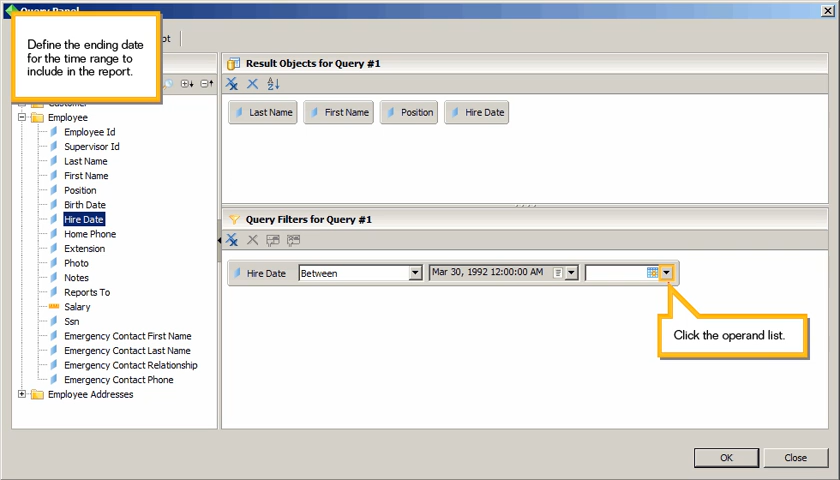 Query Panel
Define the ending date
for the time range to
include in the report.
Result Objects for Query #1
Last Name
First Name
Position
Hire Date
Customer
Employee
Employee Id
Supervisor Id
Last Name
First Name
Position
Birth Date
Hire Date
Home Phone
Extension
Photo
Notes
Reports To
Salary
Ssn
Emergency Contact First Name
Emergency Contact Last Name
Emergency Contact Relationship
Emergency Contact Phone
Employee Addresses
Query Filters for Query #1
Hire Date Between Mar 30, 1992 12:00:00 AM
Click the operand list.
OK Close